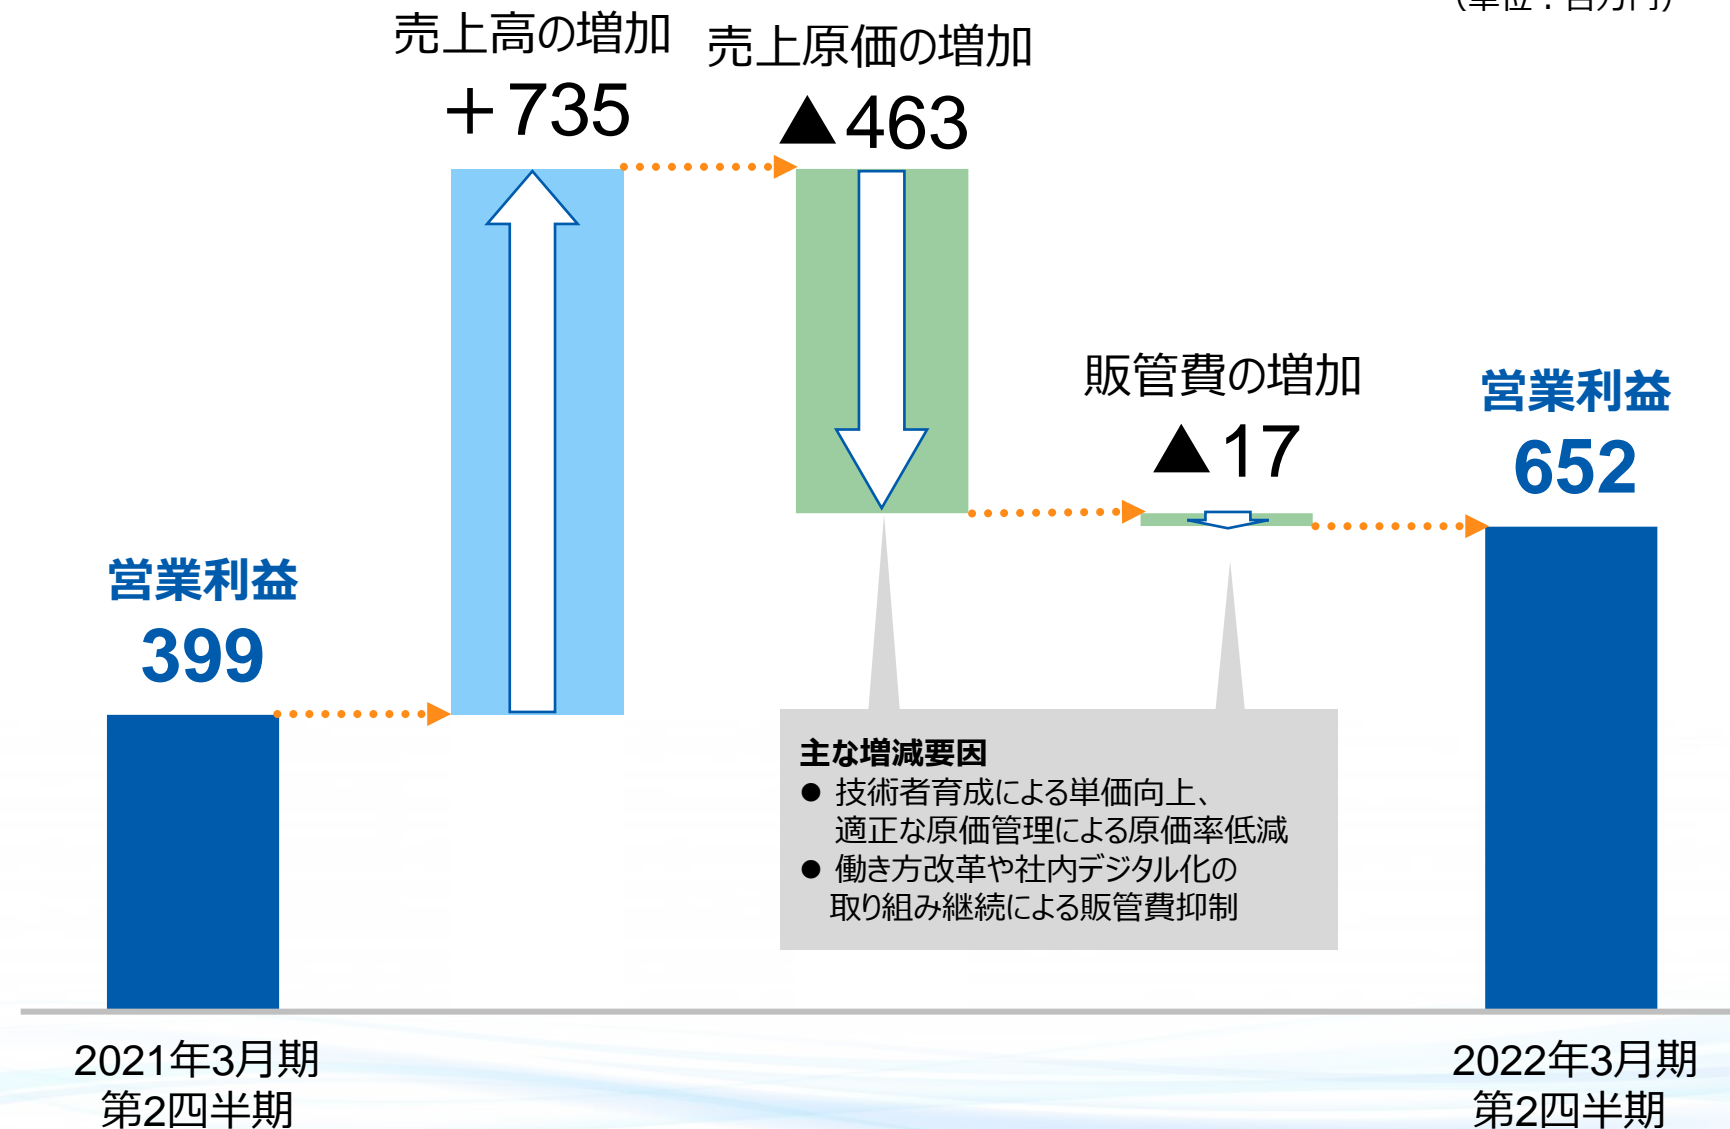 （単位：百万円）
売上高の増加
＋735
売上原価の増加
▲463
販管費の増加
▲17
営業利益
652
営業利益
399
主な増減要因
● 技術者育成による単価向上、
適正な原価管理による原価率低減
● 働き方改革や社内デジタル化の
取り組み継続による販管費抑制
2021年3月期
第2四半期
2022年3月期
第2四半期